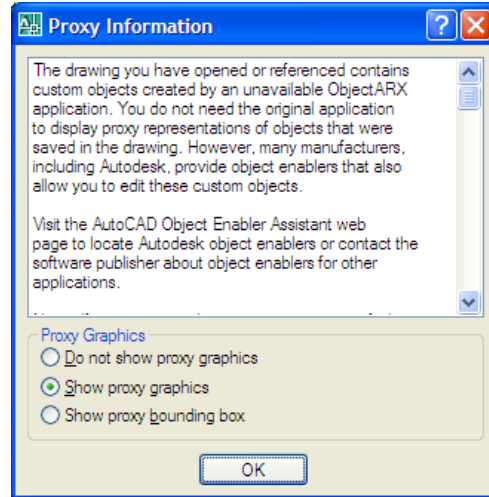 Proxy Information
The drawing you have opened or referenced contains
custom objects created by an unavailable ObjectARX
application. You do not need the original application
to display proxy representations of objects that were
saved in the drawing. However, many manufacturers,
including Autodesk, provide object enablers that also
allow you to edit these custom objects.
Visit the AutoCAD Object Enabler Assistant web
page to locate Autodesk object enablers or contact the
software publisher about object enablers for other
applications.
Proxy Graphics
Do not show proxy graphics
Show proxy graphics
Show proxy bounding box
OK